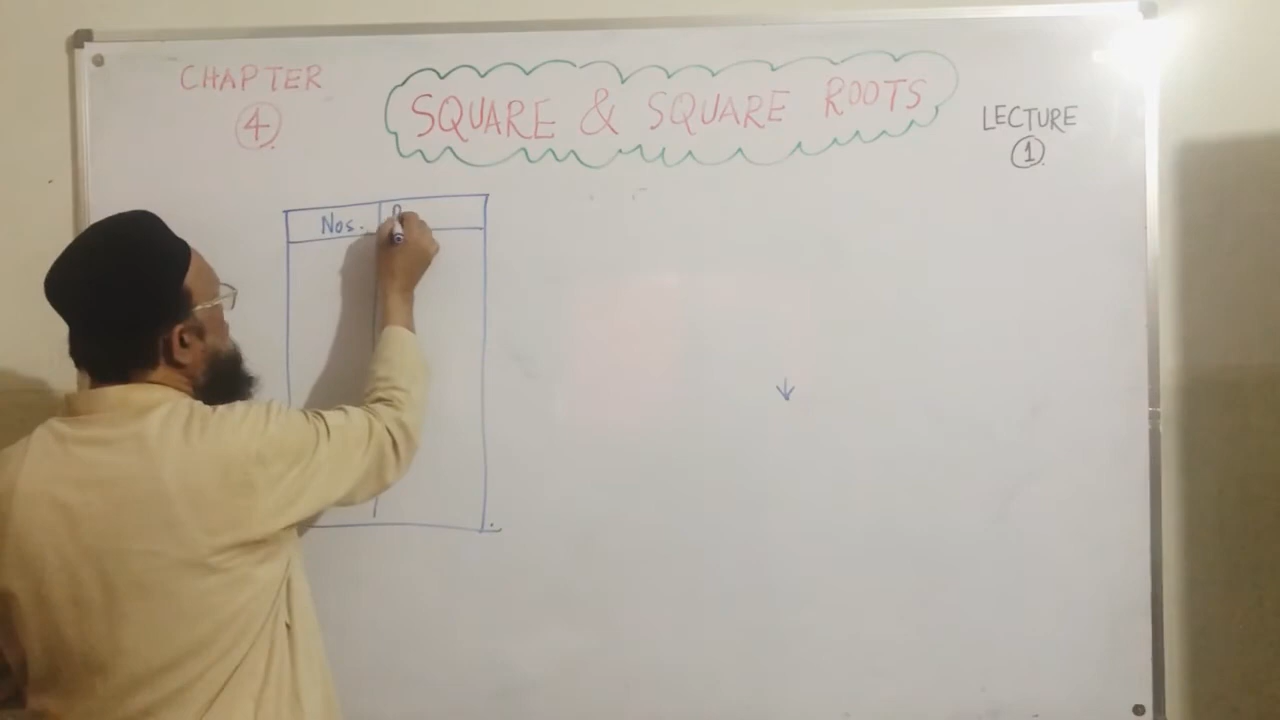 CHAPTER
4
SQUARE & SQUARE ROOTS
LECTURE
1
Nos.